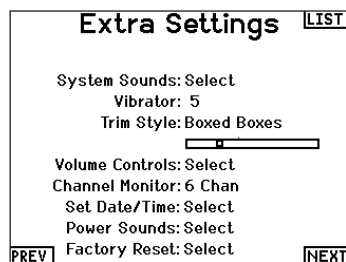 Extra Settings
LIST
System Sounds: Select
Vibrator: 5
Trim Style: Boxed Boxes
Volume Controls: Select
Channel Monitor: 6 Chan
Set Date/Time: Select
Power Sounds: Select
Factory Reset: Select
PREV
NEXT